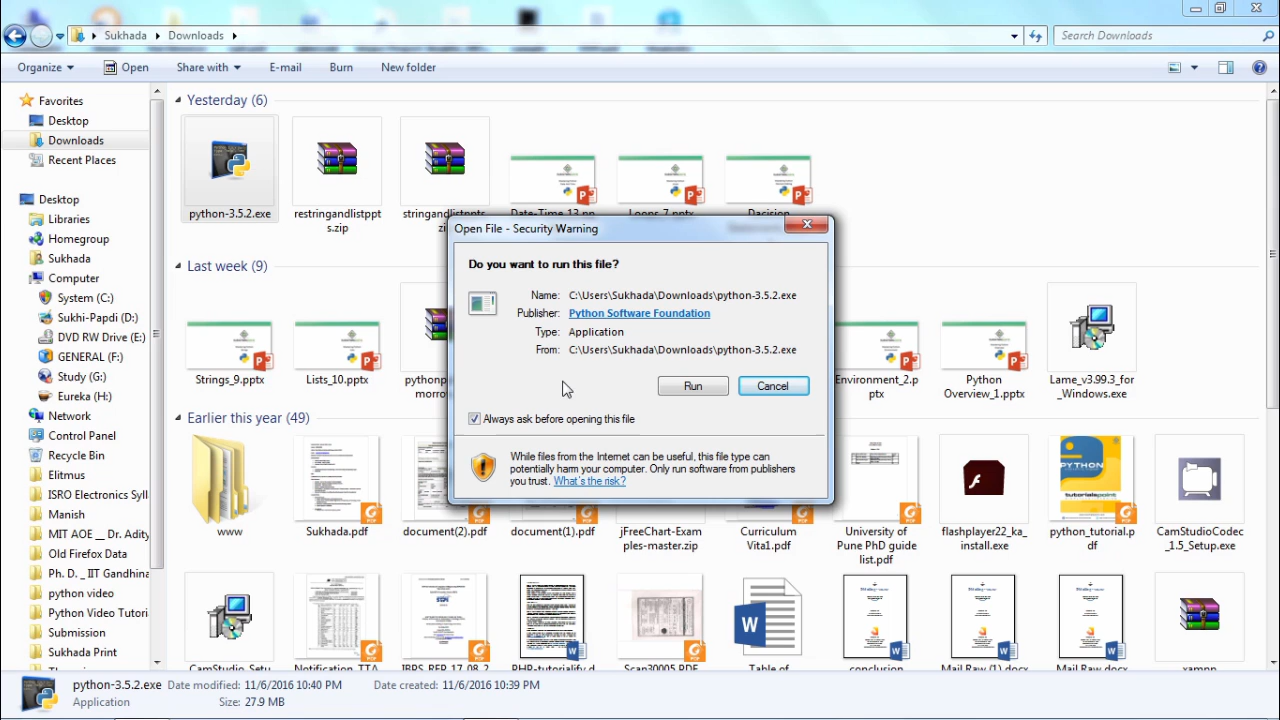 Sukhada
Downloads
Search Downloads
Organize
Open
Share with
E-mail
Burn
New folder
Favorites
Desktop
Downloads
Recent Places
Desktop
Libraries
Homegroup
Sukhada
Computer
System (C:)
Sukhi-Papdi (D:)
DVD RW Drive (E:
GENERAL (F:)
Study (G:)
Eureka (H:)
Network
Control Panel
Recycle Bin
Elitmus
ISRO Electronics Syll
Manish
MIT AOE __ Dr. Adity
Old Firefox Data
Ph. D. _ IIT Gandhina
python video
Python Video Tutori
Submission
Sukhada Print
Yesterday (6)
python-3.5.2.exe
restringandlistppt
s.zip
stringandlistppts.
zi
Date-Time_13.pp
Loops_7.pptx
Dacision
Last week (9)
Strings_9.pptx
Lists_10.pptx
pythonp
morro
Environment_2.p
ptx
Python
Overview_1.pptx
Lame_v3.99.3_for
_Windows.exe
Open File - Security Warning
Do you want to run this file?
Name: C:\Users\Sukhada\Downloads\python-3.5.2.exe
Publisher: Python Software Foundation
Type: Application
From: C:\Users\Sukhada\Downloads\python-3.5.2.exe
Run
Cancel
Always ask before opening this file
While files from the Internet can be useful, this file type can
potentially harm your computer. Only run software from publishers
you trust. What's the risk?
Earlier this year (49)
www
Sukhada.pdf
document(2).pdf
document(1).pdf
jFreeChart-Exam
ples-master.zip
Curriculum
Vita1.pdf
University of
Pune PhD guide
list.pdf
flashplayer22_ka_
install.exe
PYTHON
tutorialspoint
python_tutorial.p
df
CamStudioCodec
_1.5_Setup.exe
CamStudio_Setu
Notification_TTA
IBPS_RFP_17_08_2
PHP-tutorialify.d
Scan30005.PDF
Table of
conclusion
Mail Raw (1).docx
Mail Raw.docx
xampp
python-3.5.2.exe Date modified: 11/6/2016 10:40 PM Date created: 11/6/2016 10:39 PM
Application Size: 27.9 MB